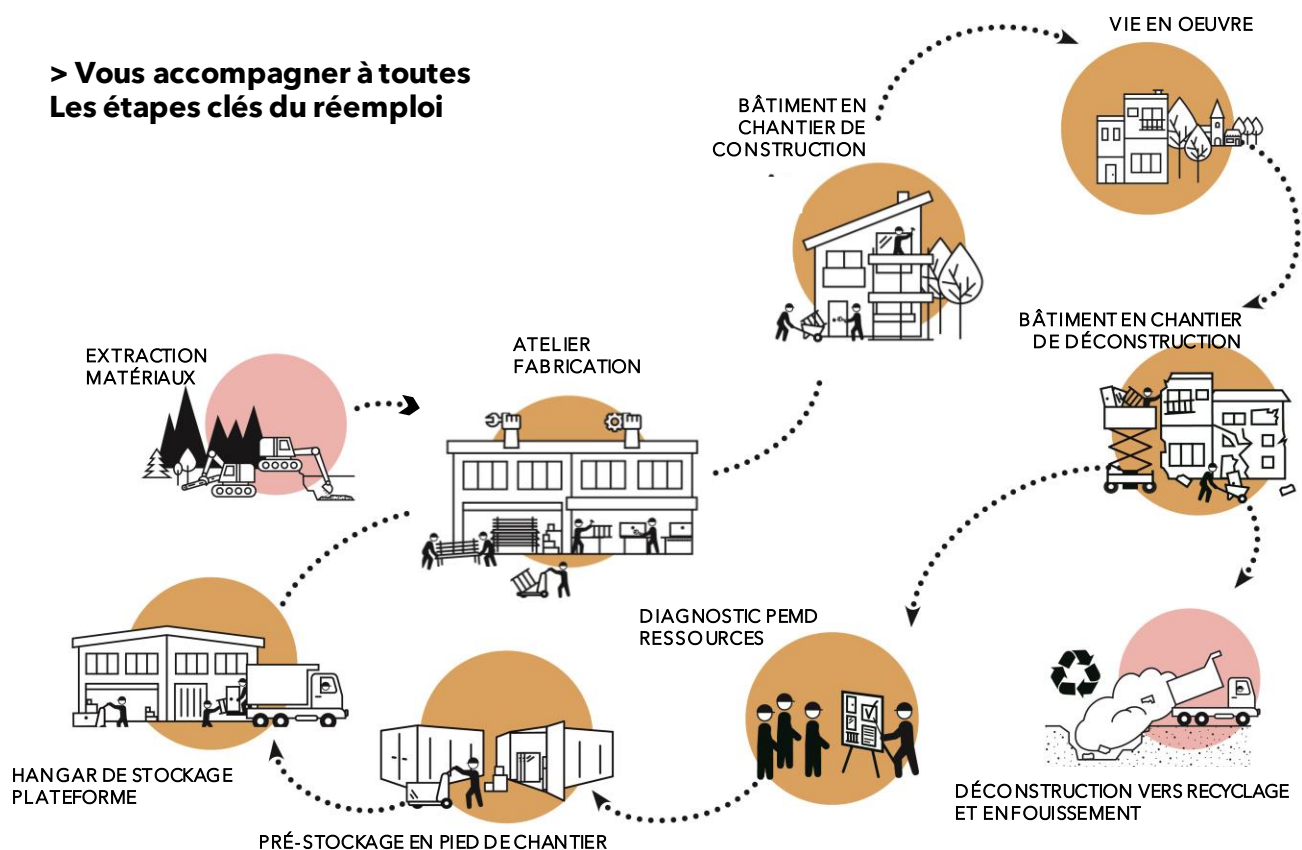 > Vous accompagner à toutes
Les étapes clés du réemploi
VIE EN OEUVRE
BÂTIMENT EN
CHANTIER DE
CONSTRUCTION
BÂTIMENT EN CHANTIER
DE DÉCONSTRUCTION
EXTRACTION
MATÉRIAUX
ATELIER
FABRICATION
DIAGNOSTIC PEMD
RESSOURCES
HANGAR DE STOCKAGE
PLATEFORME
PRÉ-STOCKAGE EN PIED DE CHANTIER
DÉCONSTRUCTION VERS RECYCLAGE
ET ENFOUISSEMENT